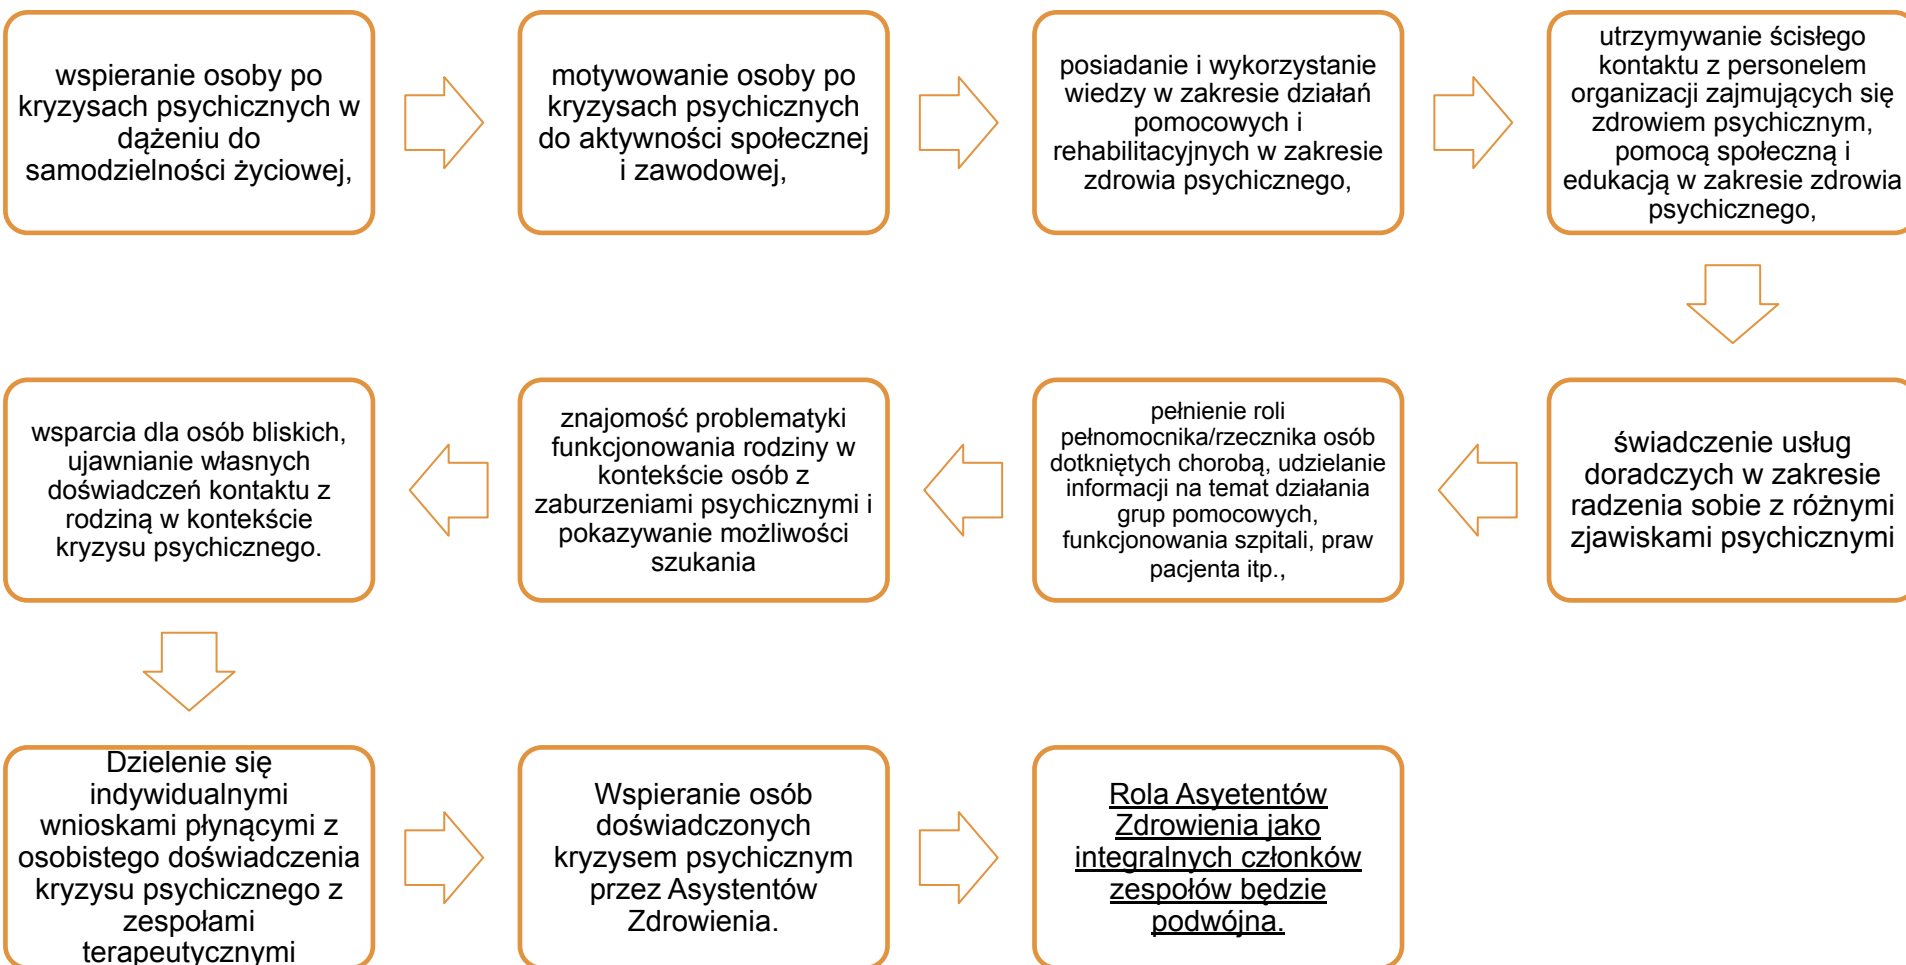 wspieranie osoby po
kryzysach psychicznych w
dążeniu do
samodzielności życiowej,
motywowanie osoby po
kryzysach psychicznych
do aktywności społecznej
i zawodowej,
posiadanie i wykorzystanie
wiedzy w zakresie działań
pomocowych i
rehabilitacyjnych w zakresie
zdrowia psychicznego,
utrzymywanie ścisłego
kontaktu z personelem
organizacji zajmujących się
zdrowiem psychicznym,
pomocą społeczną i
edukacją w zakresie zdrowia
psychicznego,
świadczenie usług
doradczych w zakresie
radzenia sobie z różnymi
zjawiskami psychicznymi
pełnienie roli
pełnomocnika/rzecznika osób
dotkniętych chorobą, udzielanie
informacji na temat działania
grup pomocowych,
funkcjonowania szpitali, praw
pacjenta itp.,
znajomość problematyki
funkcjonowania rodziny w
kontekście osób z
zaburzeniami psychicznymi i
pokazywanie możliwości
szukania
wsparcia dla osób bliskich,
ujawnianie własnych
doświadczeń kontaktu z
rodziną w kontekście
kryzysu psychicznego.
Dzielenie się
indywidualnymi
wnioskami płynącymi z
osobistego doświadczenia
kryzysu psychicznego z
zespołami
terapeutycznymi
Wspieranie osób
doświadczonych
kryzysem psychicznym
przez Asystentów
Zdrowienia.
Rola Asyetentów
Zdrowienia jako
integralnych członków
zespołów będzie
podwójna.